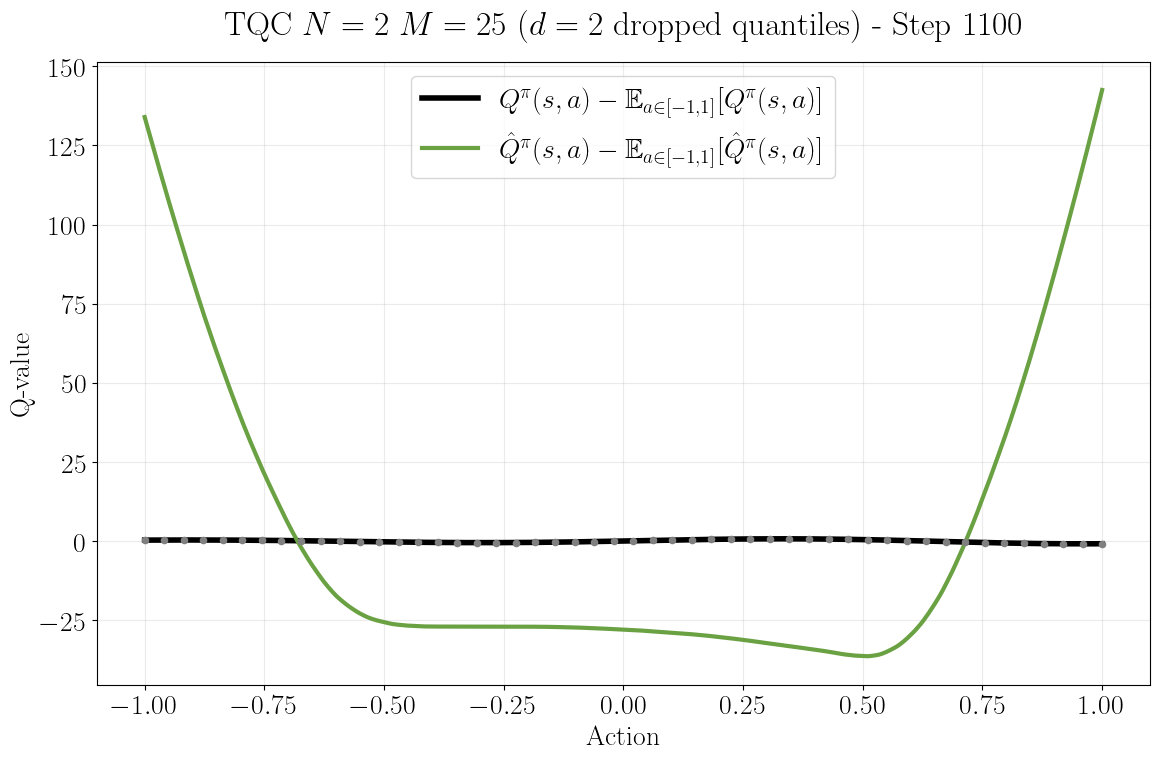 TQC N = 2 M = 25 (d = 2 dropped quantiles) - Step 1100
Q^π(s, a) − 𝔼_{a∈[−1,1]}[Q^π(s, a)]
Q̂^π(s, a) − 𝔼_{a∈[−1,1]}[Q̂^π(s, a)]
150
125
100
75
50
25
0
−25
Q-value
−1.00 −0.75 −0.50 −0.25 0.00 0.25 0.50 0.75 1.00
Action